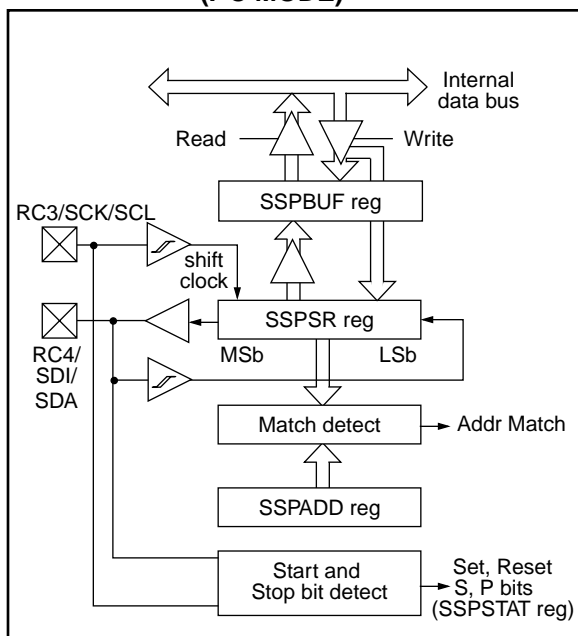 MODE)
Internal
data bus
Read
Write
SSPBUF reg
RC3/SCK/SCL
shift
clock
SSPSR reg
MSb
LSb
RC4/
SDI/
SDA
Match detect
Addr Match
SSPADD reg
Start and
Stop bit detect
Set, Reset
S, P bits
(SSPSTAT reg)